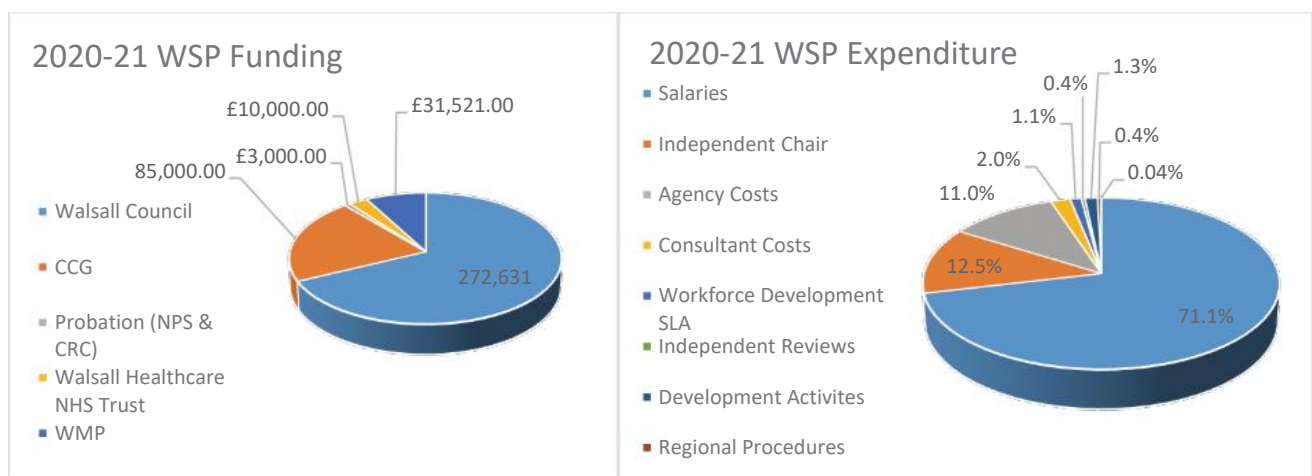 2020-21 WSP Funding
£10,000.00
£31,521.00
£3,000.00
85,000.00
272,631
Walsall Council
CCG
Probation (NPS &
CRC)
Walsall Healthcare
NHS Trust
WMP
2020-21 WSP Expenditure
1.3%
0.4%
1.1%
0.4%
2.0%
0.04%
11.0%
12.5%
71.1%
Salaries
Independent Chair
Agency Costs
Consultant Costs
Workforce Development
SLA
Independent Reviews
Development Activites
Regional Procedures